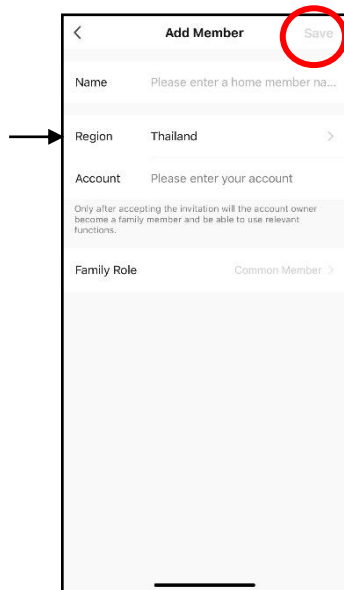 Add Member
Save
Name
Please enter a home member na...
Region
Thailand
Account
Please enter your account
Only after accepting the invitation will the account owner
become a family member and be able to use relevant
functions.
Family Role
Common Member